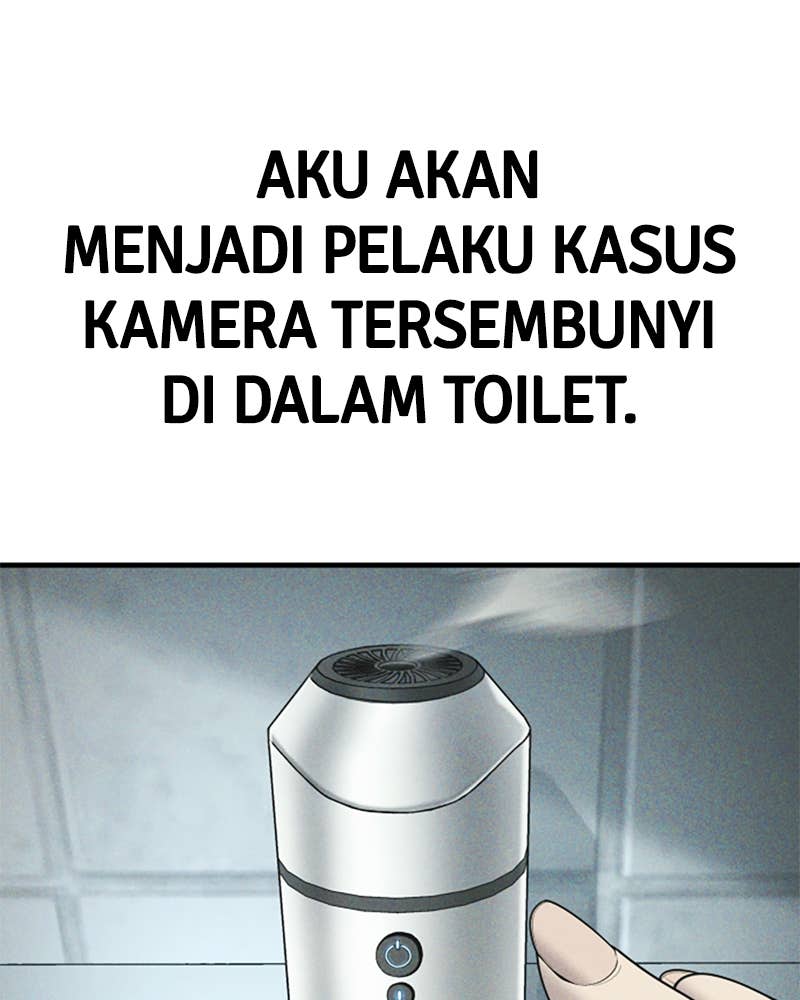 AKU AKAN
MENJADI PELAKU KASUS
KAMERA TERSEMBUNYI
DI DALAM TOILET.